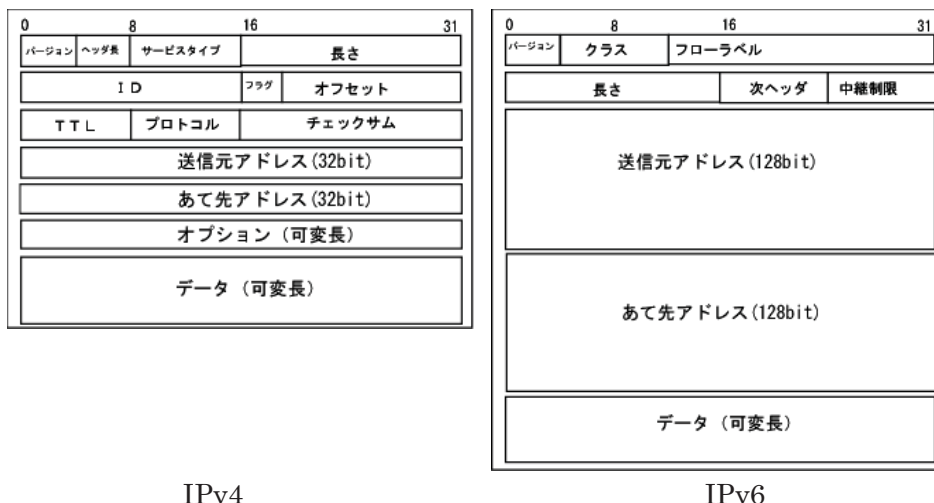 0 8 16 31
バージョン ヘッダ長 サービスタイプ 長さ
ID フラグ オフセット
TTL プロトコル チェックサム
送信元アドレス(32bit)
あて先アドレス(32bit)
オプション（可変長）
データ（可変長）
IPv4
0 8 16 31
バージョン クラス フローラベル
長さ 次ヘッダ 中継制限
送信元アドレス(128bit)
あて先アドレス(128bit)
データ（可変長）
IPv6